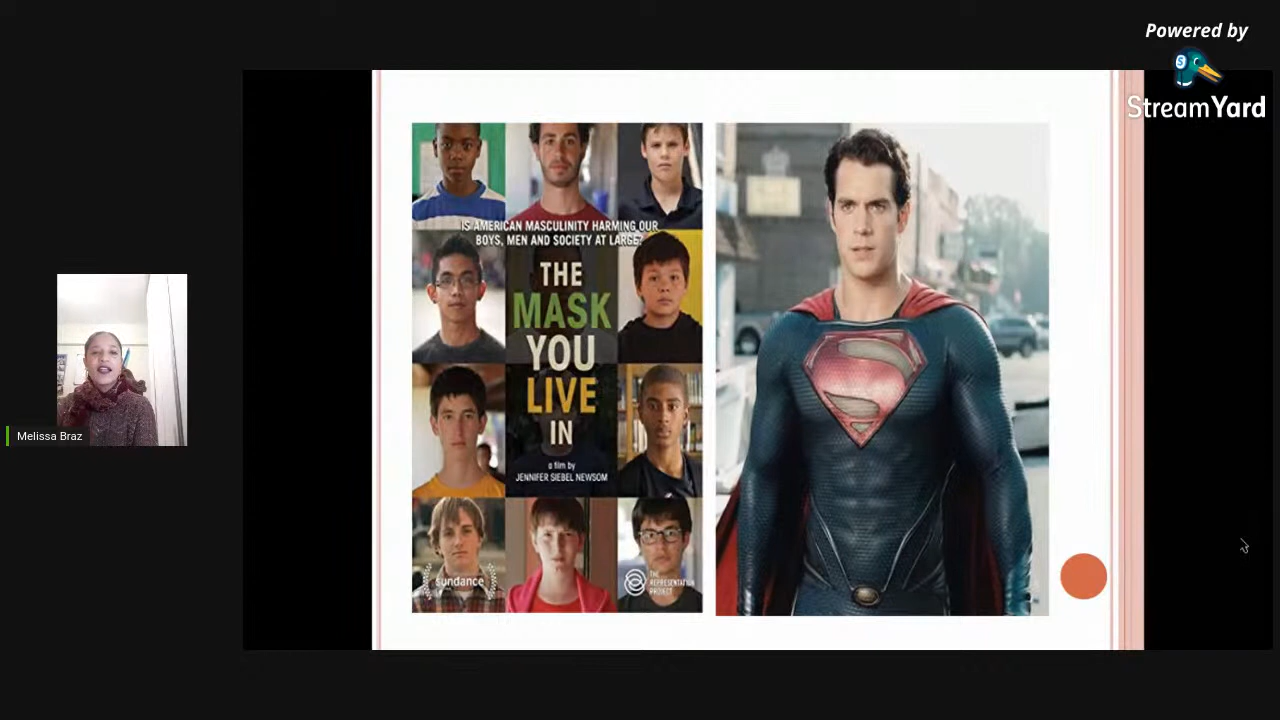 Powered by
StreamYard
IS AMERICAN MASCULINITY HARMING OUR
BOYS, MEN AND SOCIETY AT LARGE?
THE
MASK
YOU
LIVE
IN
a film by
JENNIFER SIEBEL NEWSOM
sundance
THE
REPRESENTATION
PROJECT
Melissa Braz